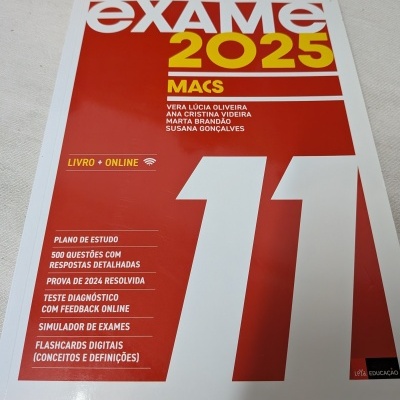 EXAME
2025
MACS
VERA LÚCIA OLIVEIRA
ANA CRISTINA VIDEIRA
MARTA BRANDÃO
SUSANA GONÇALVES
LIVRO + ONLINE
11
PLANO DE ESTUDO
500 QUESTÕES COM
RESPOSTAS DETALHADAS
PROVA DE 2024 RESOLVIDA
TESTE DIAGNÓSTICO
COM FEEDBACK ONLINE
SIMULADOR DE EXAMES
FLASHCARDS DIGITAIS
(CONCEITOS E DEFINIÇÕES)
LEYA EDUCAÇÃO